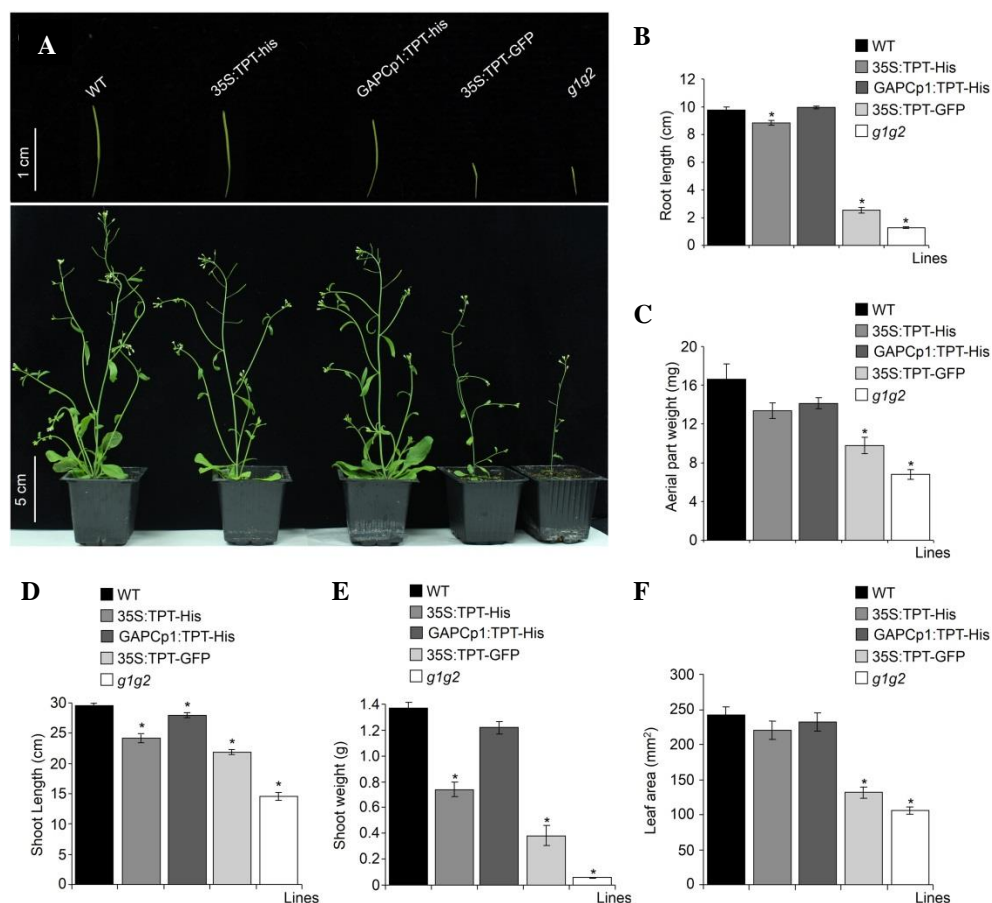 A
WT
35S:TPT-his
GAPCp1:TPT-his
35S:TPT-GFP
g1g2
1 cm
5 cm
B
WT
35S:TPT-His
GAPCp1:TPT-His
35S:TPT-GFP
g1g2
Root length (cm)
12
10
8
6
4
2
0
*
*
*
Lines
C
WT
35S:TPT-His
GAPCp1:TPT-His
35S:TPT-GFP
g1g2
Aerial part weight (mg)
20
16
12
8
4
0
*
*
Lines
D
WT
35S:TPT-His
GAPCp1:TPT-His
35S:TPT-GFP
g1g2
Shoot Length (cm)
30
25
20
15
10
5
0
*
*
*
*
Lines
E
WT
35S:TPT-His
GAPCp1:TPT-His
35S:TPT-GFP
g1g2
Shoot weight (g)
1.4
1.2
1.0
0.8
0.6
0.4
0.2
0
*
*
*
Lines
F
WT
35S:TPT-His
GAPCp1:TPT-His
35S:TPT-GFP
g1g2
Leaf area (mm²)
300
250
200
150
100
50
0
*
*
Lines